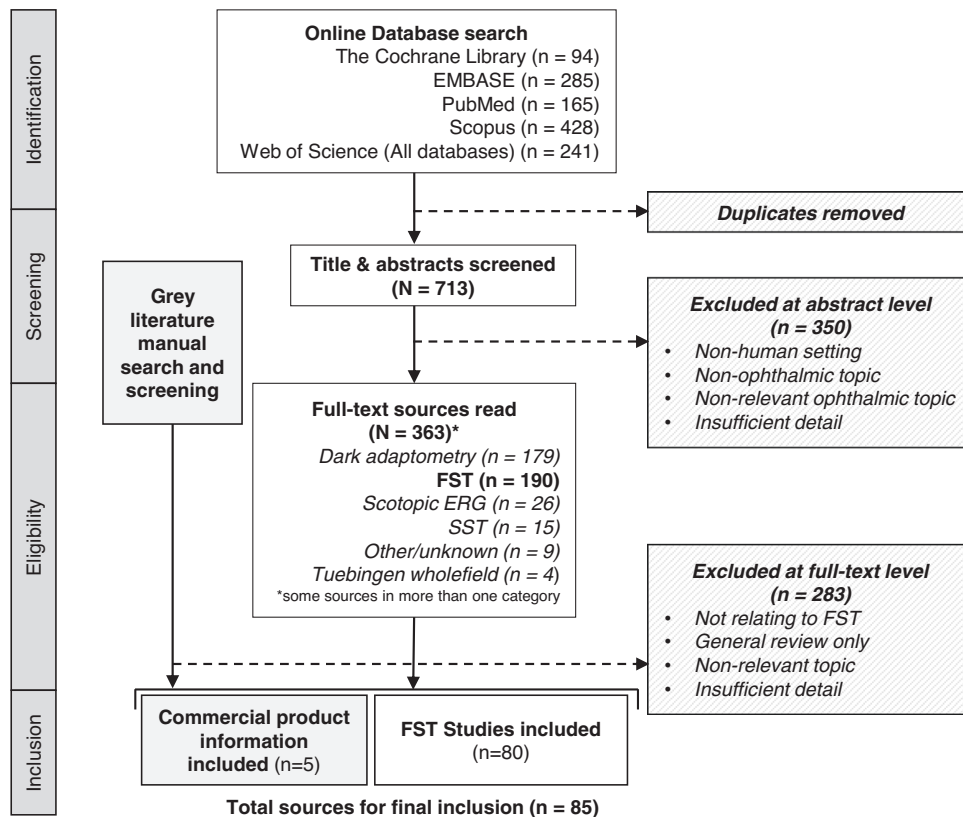 Identification
Online Database search
The Cochrane Library (n = 94)
EMBASE (n = 285)
PubMed (n = 165)
Scopus (n = 428)
Web of Science (All databases) (n = 241)
Duplicates removed
Screening
Title & abstracts screened
(N = 713)
Grey
literature
manual
search and
screening
Excluded at abstract level
(n = 350)
• Non-human setting
• Non-ophthalmic topic
• Non-relevant ophthalmic topic
• Insufficient detail
Eligibility
Full-text sources read
(N = 363)*
Dark adaptometry (n = 179)
FST (n = 190)
Scotopic ERG (n = 26)
SST (n = 15)
Other/unknown (n = 9)
Tuebingen wholefield (n = 4)
*some sources in more than one category
Excluded at full-text level
(n = 283)
• Not relating to FST
• General review only
• Non-relevant topic
• Insufficient detail
Inclusion
Commercial product
information
included (n=5)
FST Studies included
(n=80)
Total sources for final inclusion (n = 85)